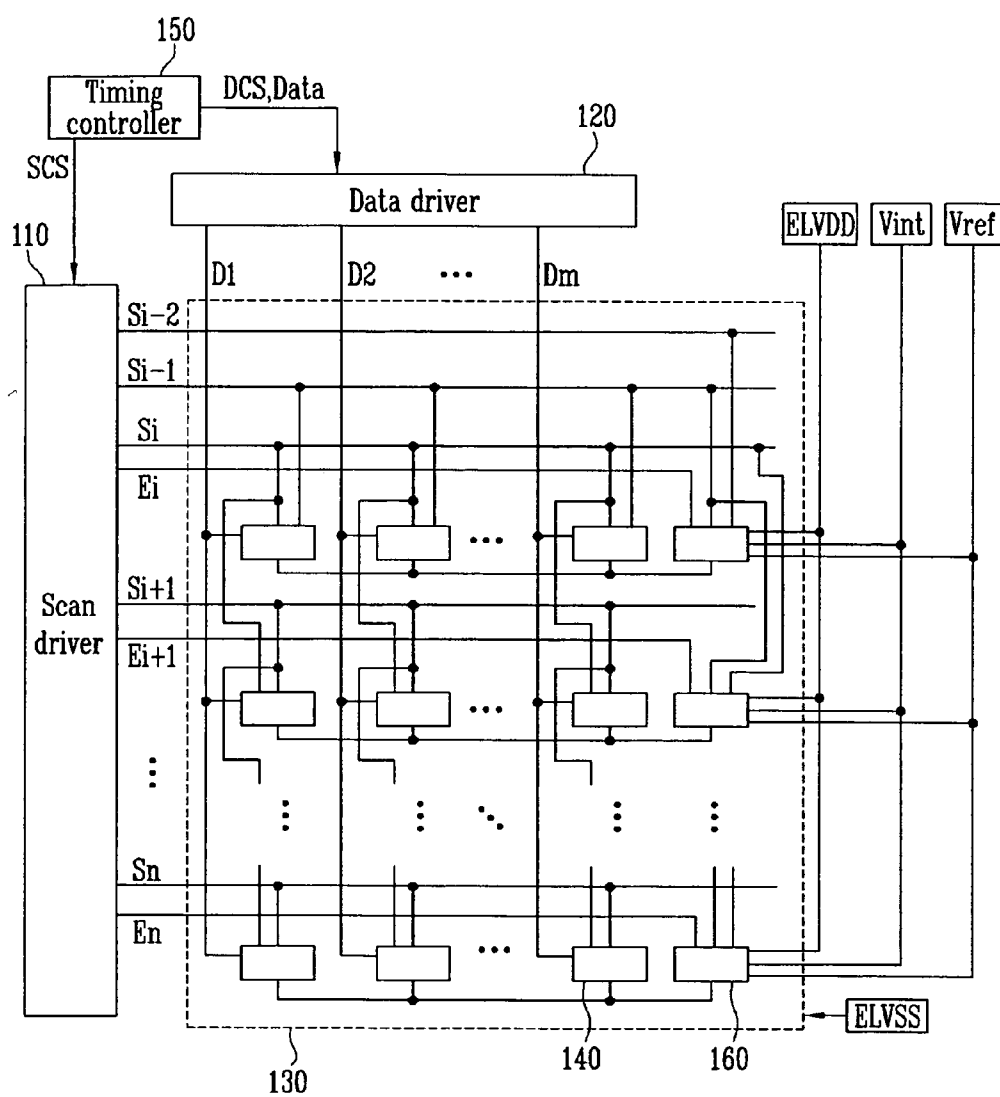 150
Timing
controller
DCS,Data
SCS
120
Data driver
110
ELVDD
Vint
Vref
D1
D2
...
Dm
Si-2
Si-1
Si
Ei
...
Si+1
Scan
driver
Ei+1
...
Sn
En
...
ELVSS
130
140
160